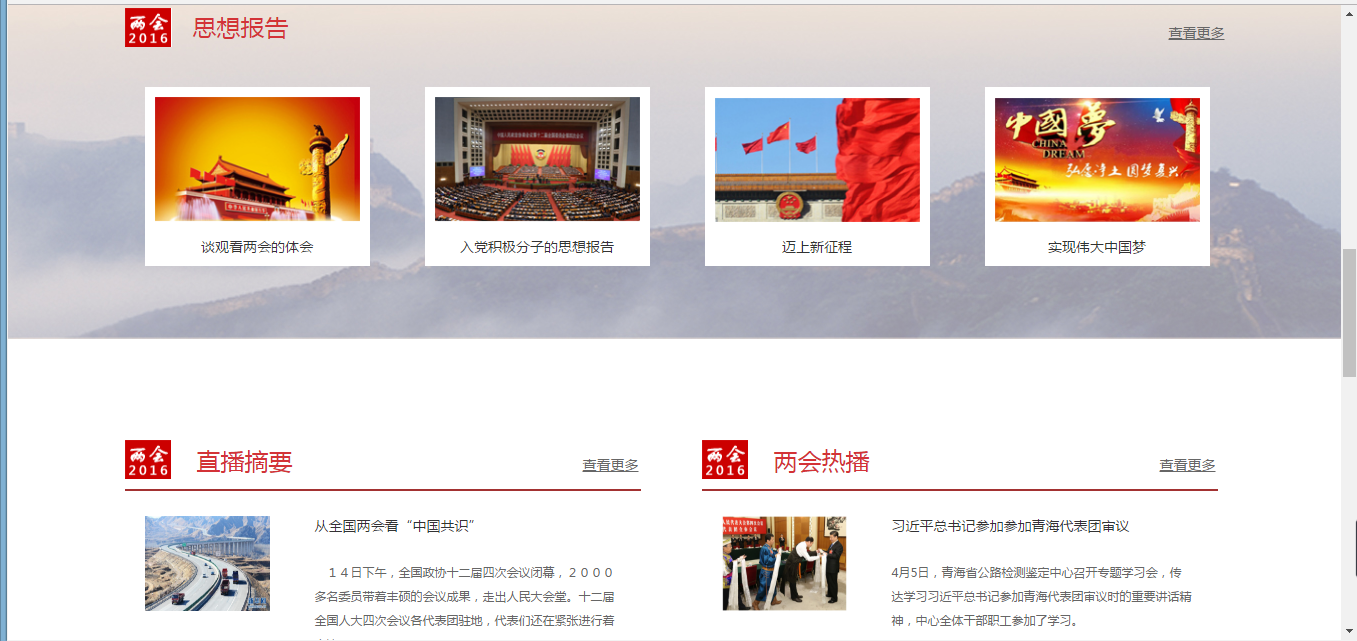 两会
2016
思想报告
查看更多
中國夢
CHINA
DREAM
谈观看两会的体会
入党积极分子的思想报告
迈上新征程
实现伟大中国梦
两会
2016
直播摘要
查看更多
从全国两会看“中国共识”
１４日下午，全国政协十二届四次会议闭幕，２０００
多名委员带着丰硕的会议成果，走出人民大会堂。十二届
全国人大四次会议各代表团驻地，代表们还在紧张进行着
两会
2016
两会热播
查看更多
习近平总书记参加参加青海代表团审议
4月5日，青海省公路检测鉴定中心召开专题学习会，传
达学习习近平总书记参加青海代表团审议时的重要讲话精
神，中心全体干部职工参加了学习。